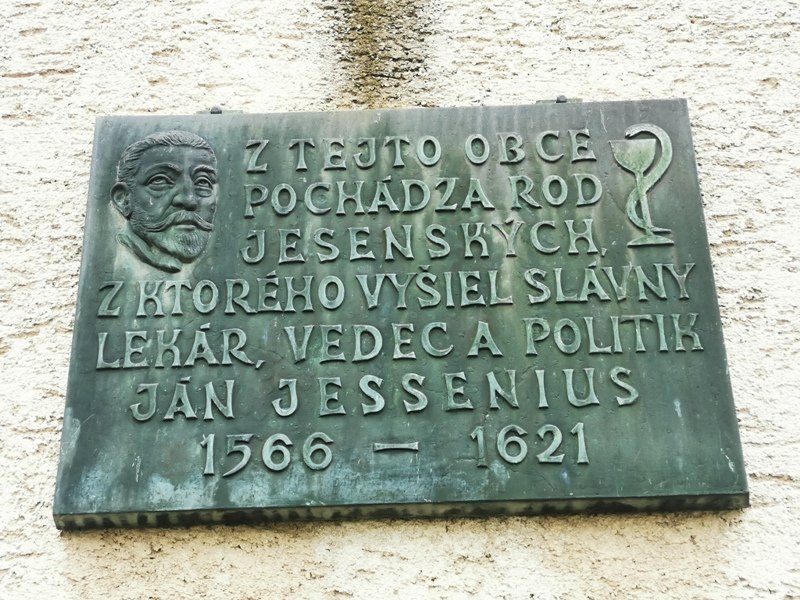 Z TEJTO OBCE
POCHÁDZA ROD
JESENSKÝCH,
Z KTORÉHO VYŠIEL SLÁVNY
LEKÁR, VEDEC A POLITIK
JÁN JESSENIUS
1566 — 1621